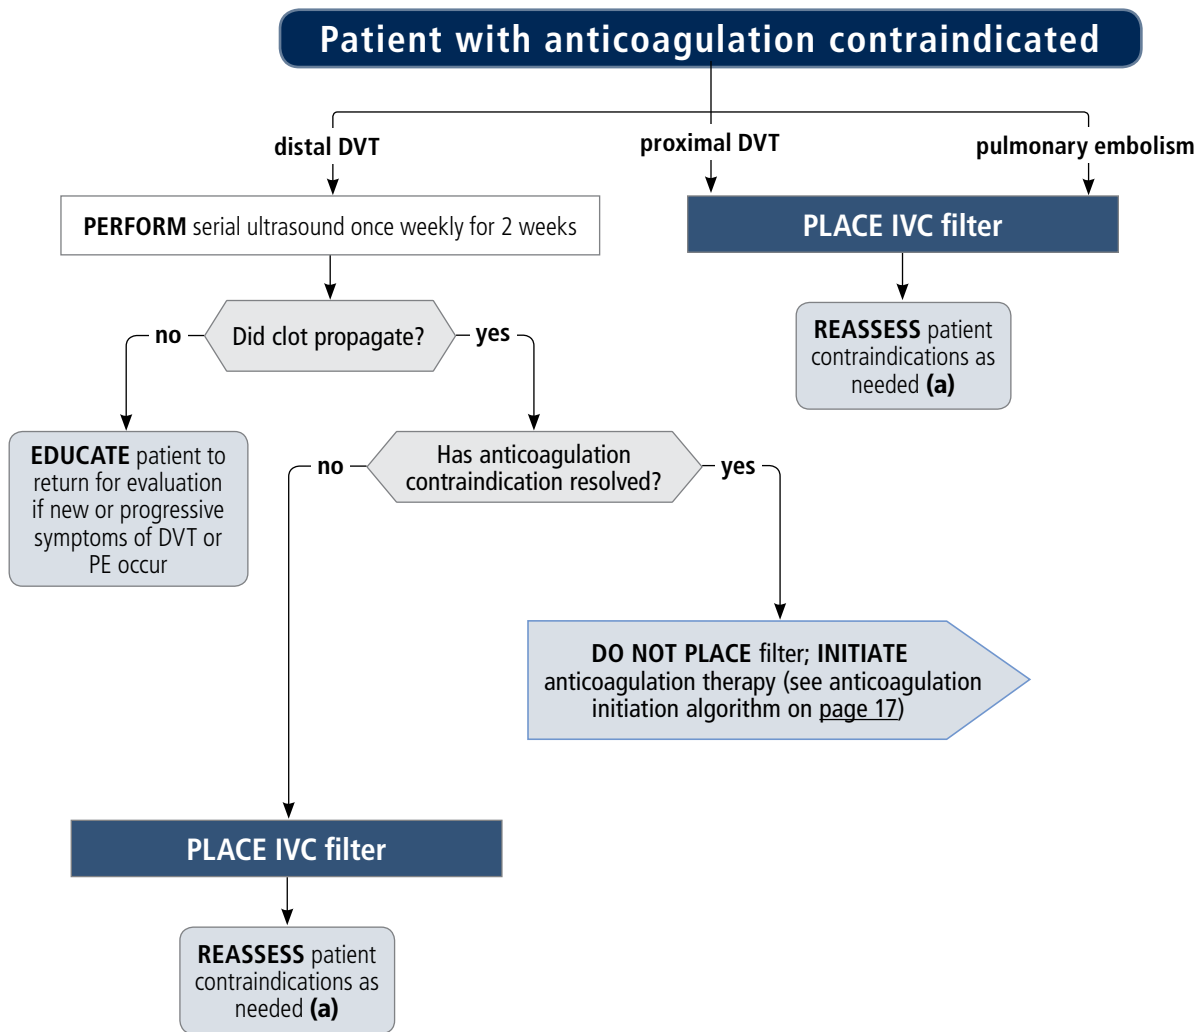 Patient with anticoagulation contraindicated
distal DVT
proximal DVT
pulmonary embolism
PERFORM serial ultrasound once weekly for 2 weeks
PLACE IVC filter
REASSESS patient
contraindications as
needed (a)
Did clot propagate?
no
yes
EDUCATE patient to
return for evaluation
if new or progressive
symptoms of DVT or
PE occur
Has anticoagulation
contraindication resolved?
no
yes
DO NOT PLACE filter; INITIATE
anticoagulation therapy (see anticoagulation
initiation algorithm on page 17)
PLACE IVC filter
REASSESS patient
contraindications as
needed (a)